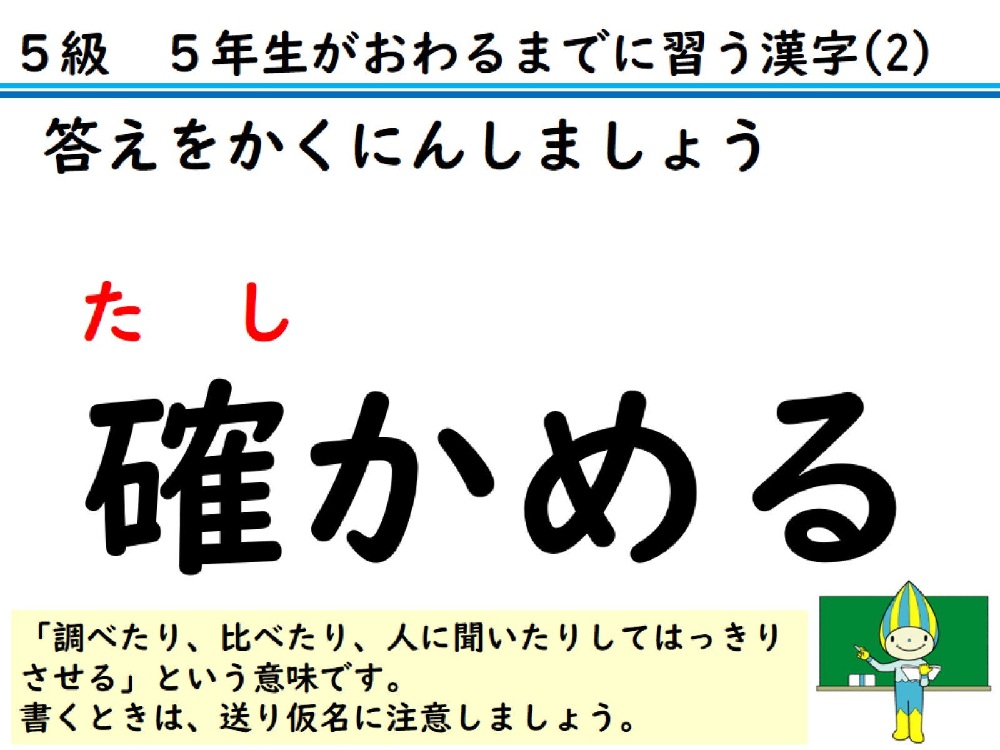 ５級　５年生がおわるまでに習う漢字(2)
答えをかくにんしましょう
た　し
確かめる
「調べたり、比べたり、人に聞いたりしてはっきり
させる」という意味です。
書くときは、送り仮名に注意しましょう。